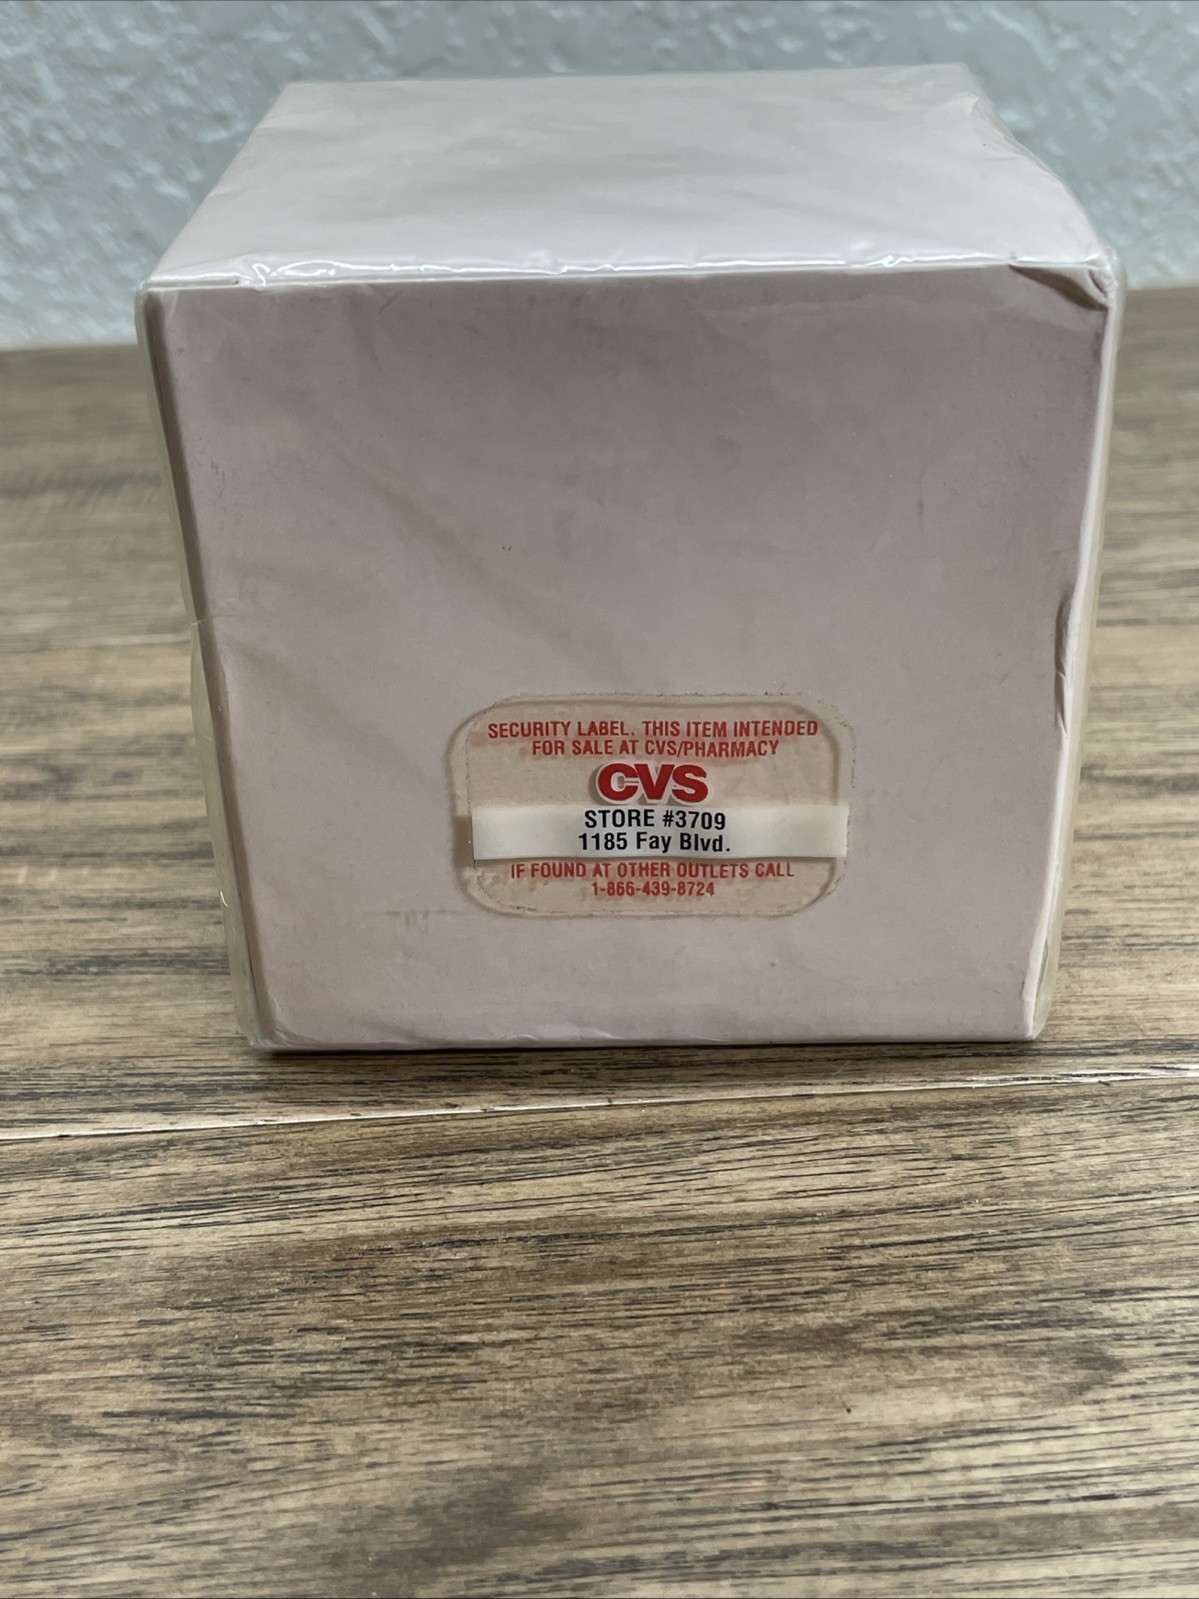 SECURITY LABEL. THIS ITEM INTENDED
FOR SALE AT CVS/PHARMACY
CVS
STORE #3709
1185 Fay Blvd.
IF FOUND AT OTHER OUTLETS CALL
1-866-439-8724